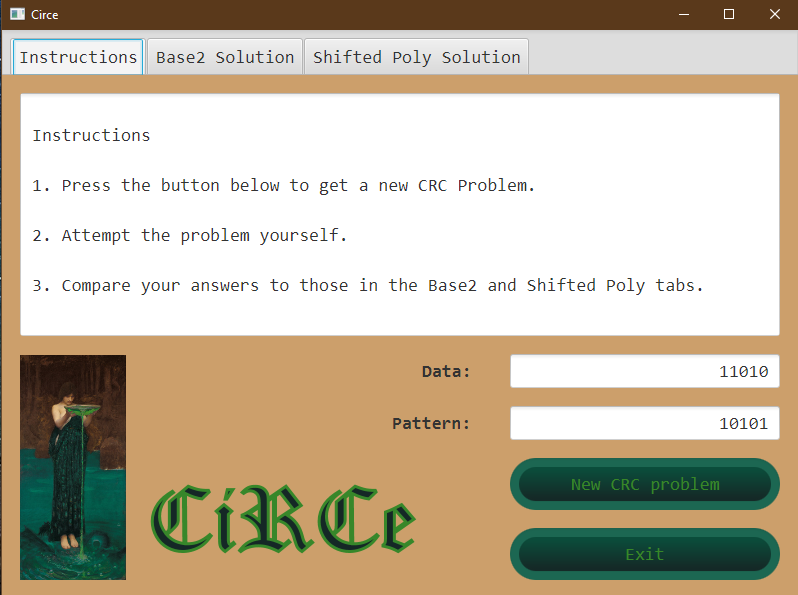 Circe
Instructions Base2 Solution Shifted Poly Solution
Instructions
1. Press the button below to get a new CRC Problem.
2. Attempt the problem yourself.
3. Compare your answers to those in the Base2 and Shifted Poly tabs.
Data: 11010
Pattern: 10101
New CRC problem
CíRCe
Exit